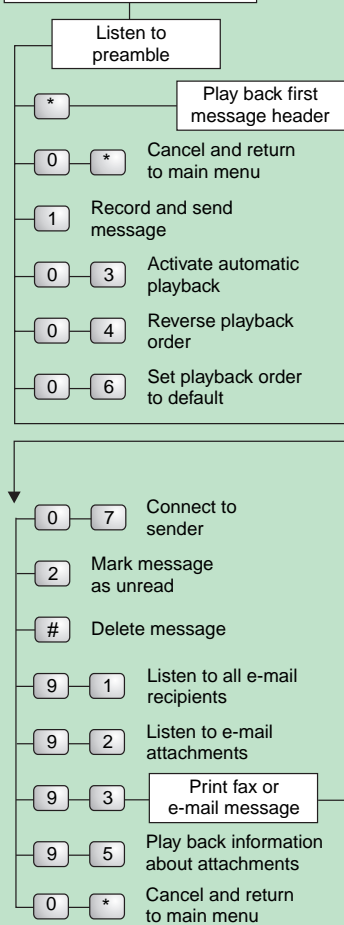 Listen to
preamble
*
Play back first
message header
0 *
Cancel and return
to main menu
1
Record and send
message
0 3
Activate automatic
playback
0 4
Reverse playback
order
0 6
Set playback order
to default
0 7
Connect to
sender
2
Mark message
as unread
#
Delete message
9 1
Listen to all e-mail
recipients
9 2
Listen to e-mail
attachments
9 3
Print fax or
e-mail message
9 5
Play back information
about attachments
0 *
Cancel and return
to main menu